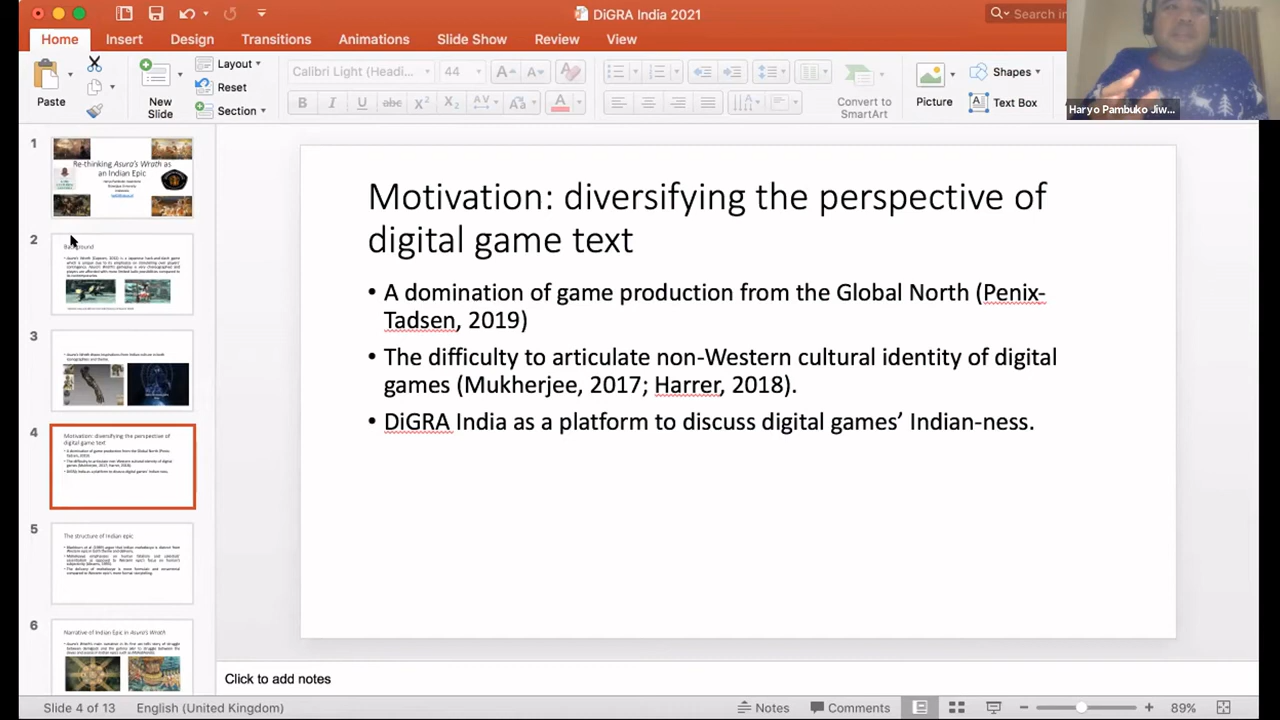 DiGRA India 2021
Search in
Home Insert Design Transitions Animations Slide Show Review View
Paste
New Slide
Layout
Reset
Section
Calibri Light (Headi... 44
Convert to SmartArt
Picture
Shapes
Text Box
Haryo Pambuko Jiw...
1
Re-thinking Asura's Wrath as
an Indian Epic
2
Background
3
4
Motivation: diversifying the perspective of
digital game text
5
The structure of Indian epic
6
Narrative of Indian Epic in Asura's Wrath
Motivation: diversifying the perspective of
digital game text
• A domination of game production from the Global North (Penix-
Tadsen, 2019)
• The difficulty to articulate non-Western cultural identity of digital
games (Mukherjee, 2017; Harrer, 2018).
• DiGRA India as a platform to discuss digital games’ Indian-ness.
Click to add notes
Slide 4 of 13 English (United Kingdom) Notes Comments 89%